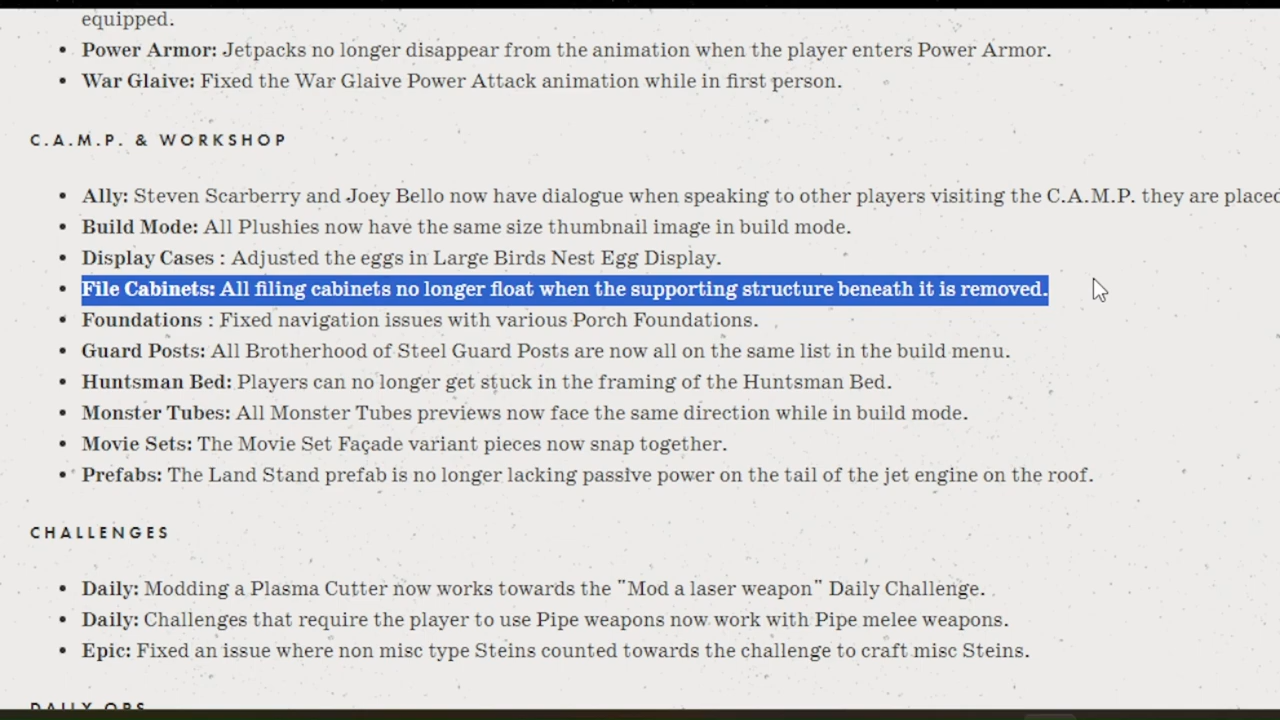 equipped.
• Power Armor: Jetpacks no longer disappear from the animation when the player enters Power Armor.
• War Glaive: Fixed the War Glaive Power Attack animation while in first person.
C.A.M.P. & WORKSHOP
• Ally: Steven Scarberry and Joey Bello now have dialogue when speaking to other players visiting the C.A.M.P. they are placed
• Build Mode: All Plushies now have the same size thumbnail image in build mode.
• Display Cases : Adjusted the eggs in Large Birds Nest Egg Display.
• File Cabinets: All filing cabinets no longer float when the supporting structure beneath it is removed.
• Foundations : Fixed navigation issues with various Porch Foundations.
• Guard Posts: All Brotherhood of Steel Guard Posts are now all on the same list in the build menu.
• Huntsman Bed: Players can no longer get stuck in the framing of the Huntsman Bed.
• Monster Tubes: All Monster Tubes previews now face the same direction while in build mode.
• Movie Sets: The Movie Set Façade variant pieces now snap together.
• Prefabs: The Land Stand prefab is no longer lacking passive power on the tail of the jet engine on the roof.
CHALLENGES
• Daily: Modding a Plasma Cutter now works towards the "Mod a laser weapon" Daily Challenge.
• Daily: Challenges that require the player to use Pipe weapons now work with Pipe melee weapons.
• Epic: Fixed an issue where non misc type Steins counted towards the challenge to craft misc Steins.
DAILY OPS